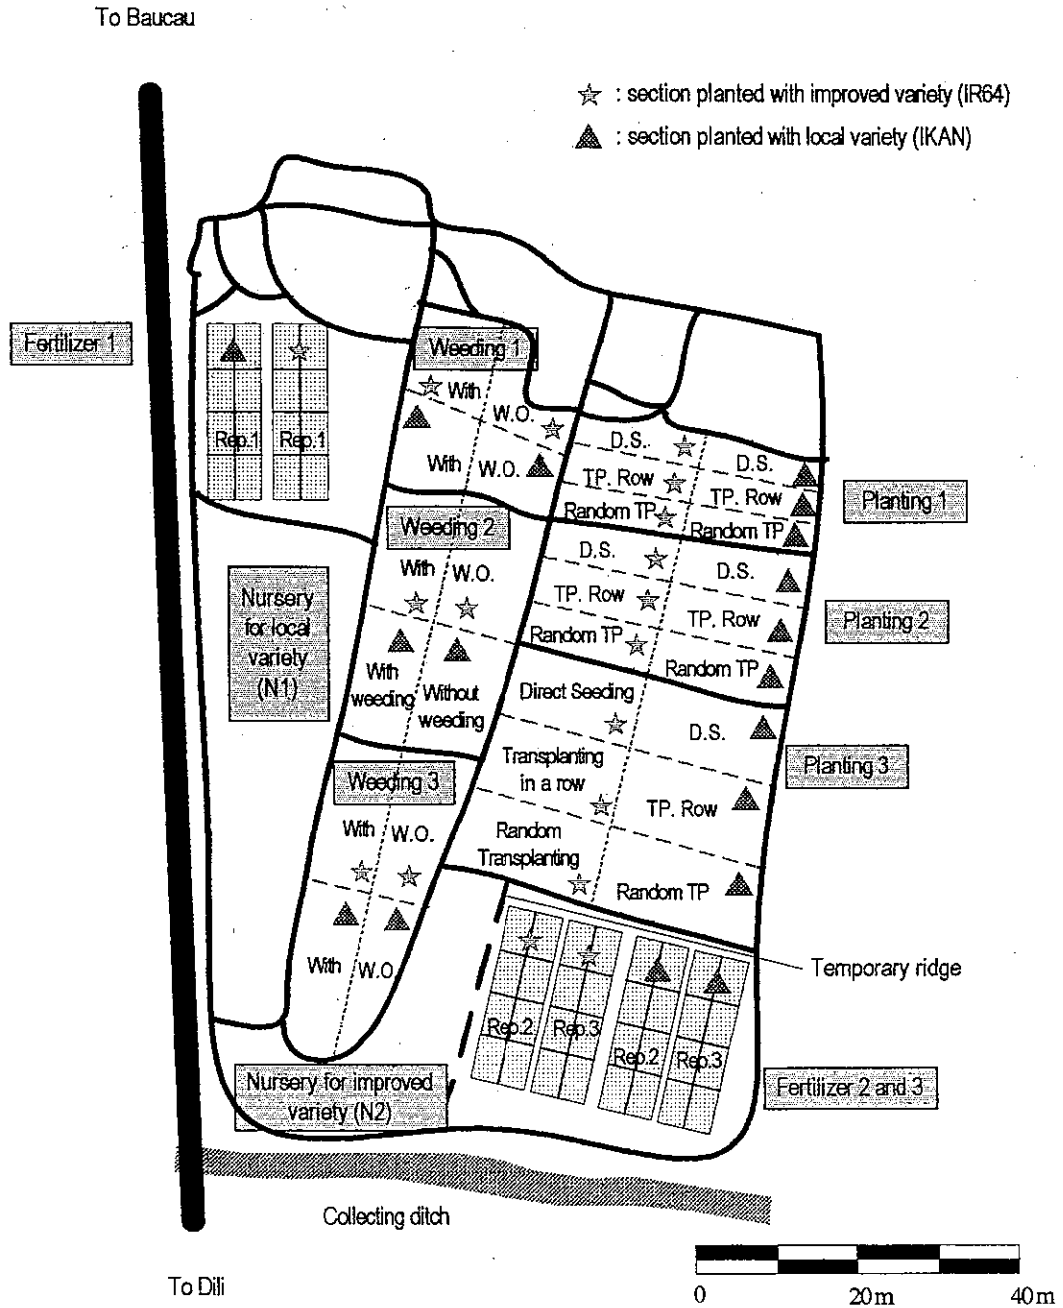 To Baucau
: section planted with improved variety (IR64)
: section planted with local variety (IKAN)
Fertilizer 1
Weeding 1
With
W.O.
With
W.O.
Rep.1
Rep.1
D.S.
D.S.
TP. Row
TP. Row
Random TP
Random TP
Planting 1
Weeding 2
With
W.O.
With
weeding
Without
weeding
D.S.
D.S.
TP. Row
TP. Row
Random TP
Random TP
Planting 2
Nursery
for local
variety
(N1)
Direct Seeding
D.S.
Transplanting
in a row
TP. Row
Random
Transplanting
Random TP
Planting 3
Weeding 3
With
W.O.
With
W.O.
Temporary ridge
Rep.2
Rep.3
Rep.2
Rep.3
Fertilizer 2 and 3
Nursery for improved
variety (N2)
Collecting ditch
To Dili
0
20m
40m